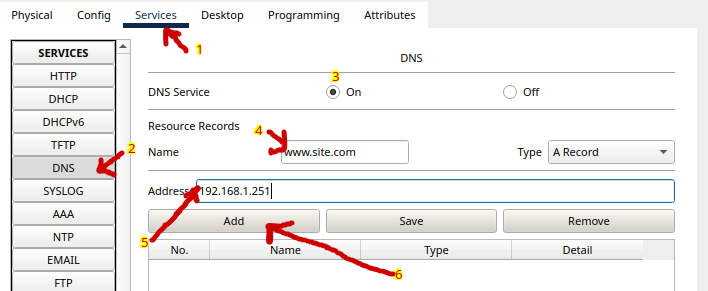 Physical Config Services Desktop Programming Attributes
1
SERVICES
HTTP
DHCP
DHCPv6
TFTP
DNS
SYSLOG
AAA
NTP
EMAIL
FTP
2
DNS
3
DNS Service On Off
Resource Records
4
Name www.site.com Type A Record
Address 192.168.1.251
5
Add Save Remove
6
No. Name Type Detail